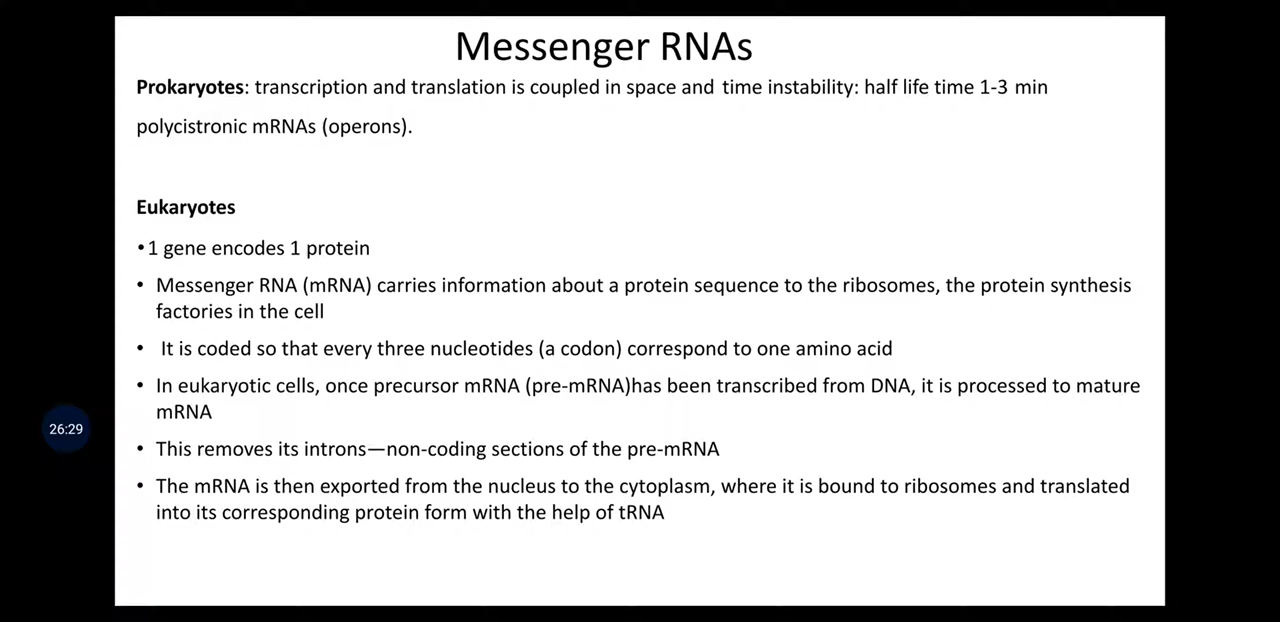 Messenger RNAs
Prokaryotes: transcription and translation is coupled in space and time instability: half life time 1-3 min
polycistronic mRNAs (operons).
Eukaryotes
•1 gene encodes 1 protein
• Messenger RNA (mRNA) carries information about a protein sequence to the ribosomes, the protein synthesis
factories in the cell
• It is coded so that every three nucleotides (a codon) correspond to one amino acid
• In eukaryotic cells, once precursor mRNA (pre-mRNA)has been transcribed from DNA, it is processed to mature
mRNA
26:29
• This removes its introns—non-coding sections of the pre-mRNA
• The mRNA is then exported from the nucleus to the cytoplasm, where it is bound to ribosomes and translated
into its corresponding protein form with the help of tRNA